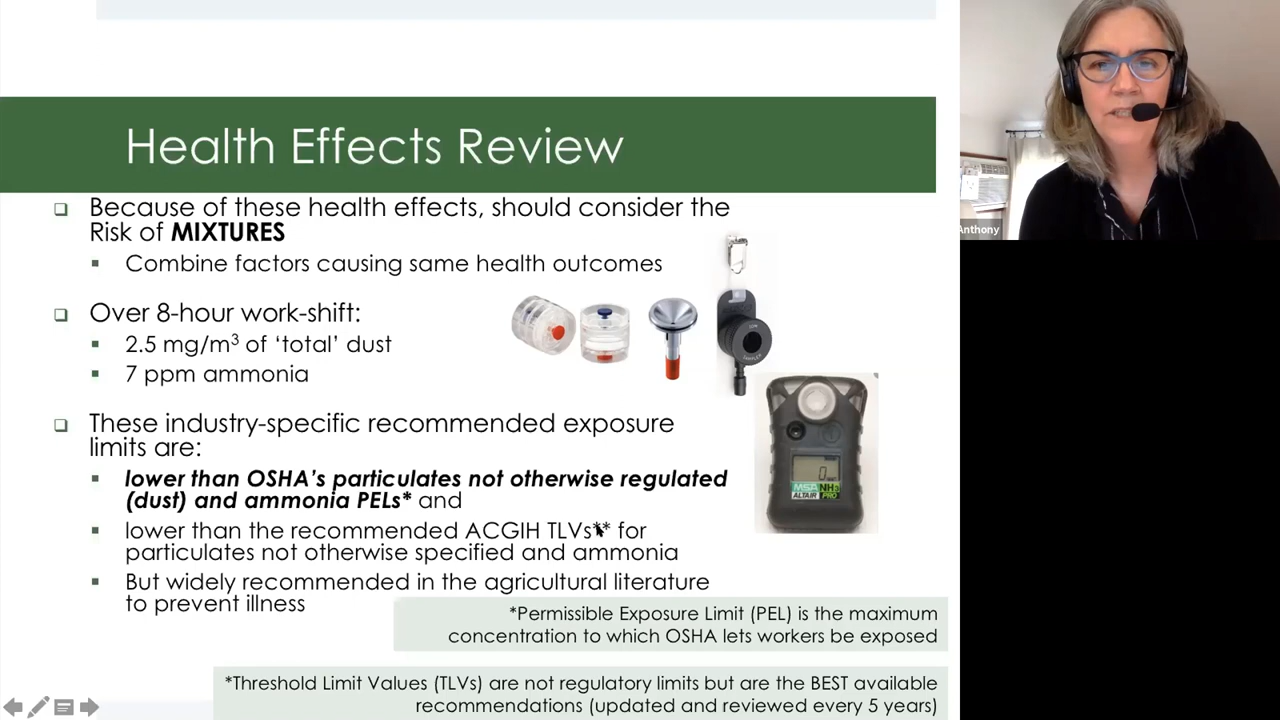 Health Effects Review
Because of these health effects, should consider the
Risk of MIXTURES
Combine factors causing same health outcomes
Over 8-hour work-shift:
2.5 mg/m³ of ‘total’ dust
7 ppm ammonia
These industry-specific recommended exposure
limits are:
lower than OSHA’s particulates not otherwise regulated
(dust) and ammonia PELs* and
lower than the recommended ACGIH TLVs** for
particulates not otherwise specified and ammonia
But widely recommended in the agricultural literature
to prevent illness
*Permissible Exposure Limit (PEL) is the maximum
concentration to which OSHA lets workers be exposed
*Threshold Limit Values (TLVs) are not regulatory limits but are the BEST available
recommendations (updated and reviewed every 5 years)
Anthony
0
MSA NH3
ALTAIR PRO